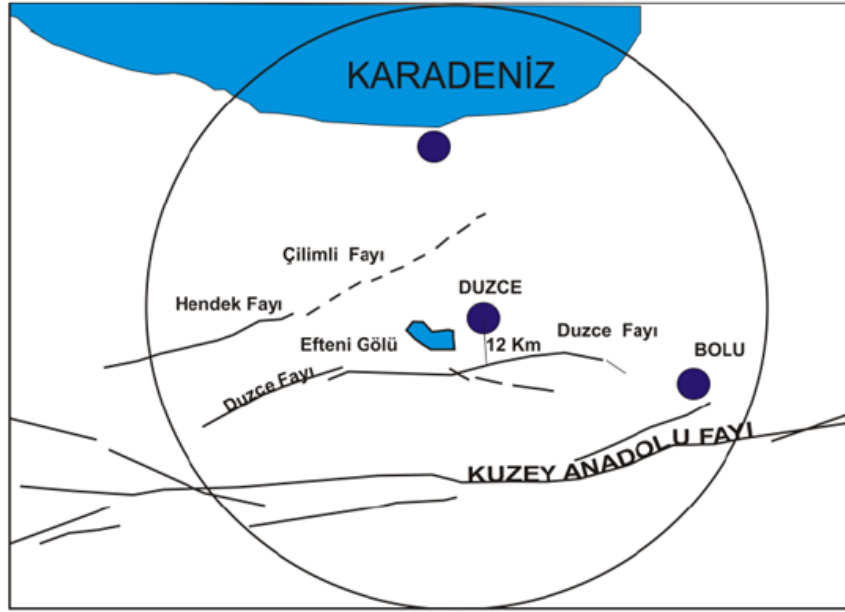 KARADENİZ
Çilimli Fayı
Hendek Fayı
DUZCE
Efteni Gölü
12 Km
Duzce Fayı
Duzce Fayı
BOLU
KUZEY ANADOLU FAYI